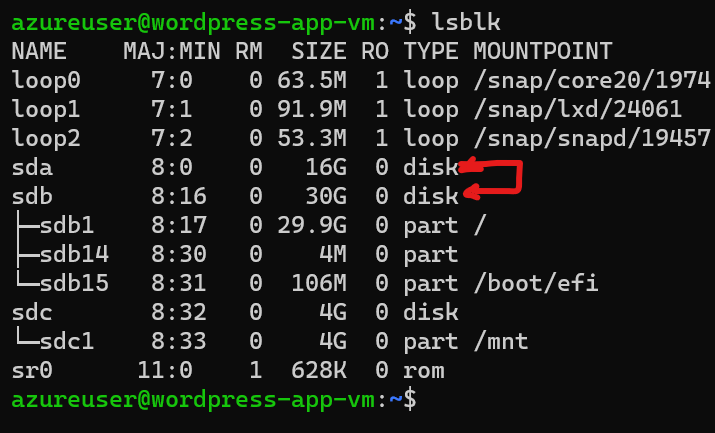 azureuser@wordpress-app-vm:~$ lsblk
NAME    MAJ:MIN RM  SIZE RO TYPE MOUNTPOINT
loop0     7:0    0 63.5M  1 loop /snap/core20/1974
loop1     7:1    0 91.9M  1 loop /snap/lxd/24061
loop2     7:2    0 53.3M  1 loop /snap/snapd/19457
sda       8:0    0   16G  0 disk
sdb       8:16   0   30G  0 disk
├─sdb1    8:17   0 29.9G  0 part /
├─sdb14   8:30   0    4M  0 part
└─sdb15   8:31   0  106M  0 part /boot/efi
sdc       8:32   0    4G  0 disk
└─sdc1    8:33   0    4G  0 part /mnt
sr0      11:0    1  628K  0 rom
azureuser@wordpress-app-vm:~$